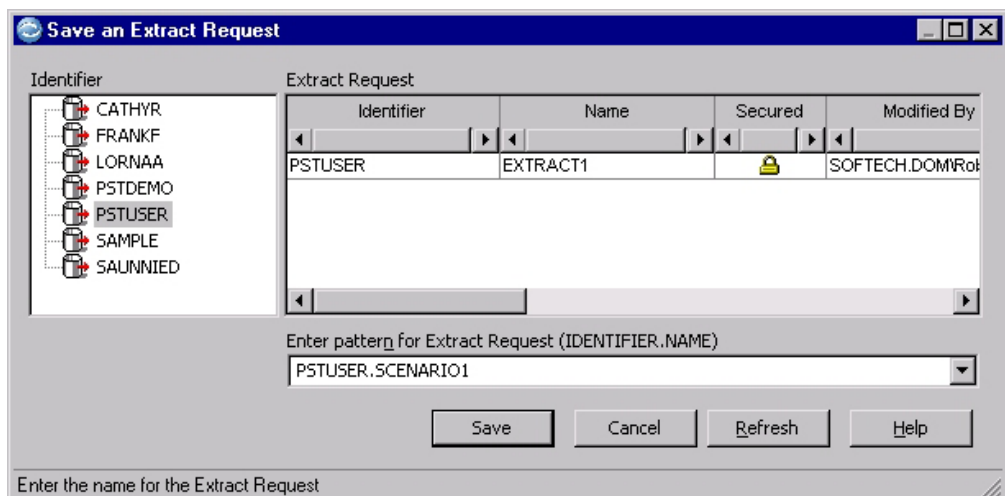 Save an Extract Request
Identifier
CATHYR
FRANKF
LORNAA
PSTDEMO
PSTUSER
SAMPLE
SAUNNIED
Extract Request
Identifier Name Secured Modified By
PSTUSER EXTRACT1 SOFTECH.DOM\Rob
Enter pattern for Extract Request (IDENTIFIER.NAME)
PSTUSER.SCENARIO1
Save Cancel Refresh Help
Enter the name for the Extract Request